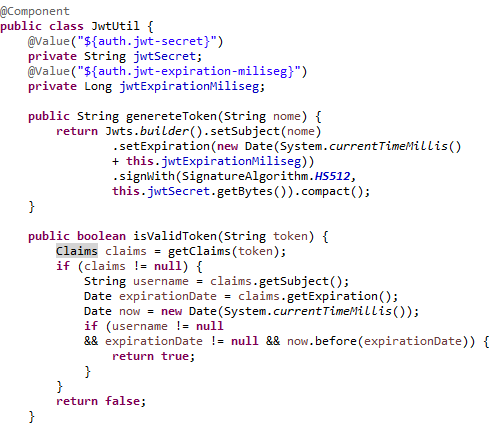 @Component
public class JwtUtil {
    @Value("${auth.jwt-secret}")
    private String jwtSecret;
    @Value("${auth.jwt-expiration-miliseg}")
    private Long jwtExpirationMiliseg;

    public String genereteToken(String nome) {
        return Jwts.builder().setSubject(nome)
                .setExpiration(new Date(System.currentTimeMillis()
                + this.jwtExpirationMiliseg))
                .signWith(SignatureAlgorithm.HS512,
                this.jwtSecret.getBytes()).compact();
    }

    public boolean isValidToken(String token) {
        Claims claims = getClaims(token);
        if (claims != null) {
            String username = claims.getSubject();
            Date expirationDate = claims.getExpiration();
            Date now = new Date(System.currentTimeMillis());
            if (username != null
            && expirationDate != null && now.before(expirationDate)) {
                return true;
            }
        }
        return false;
    }